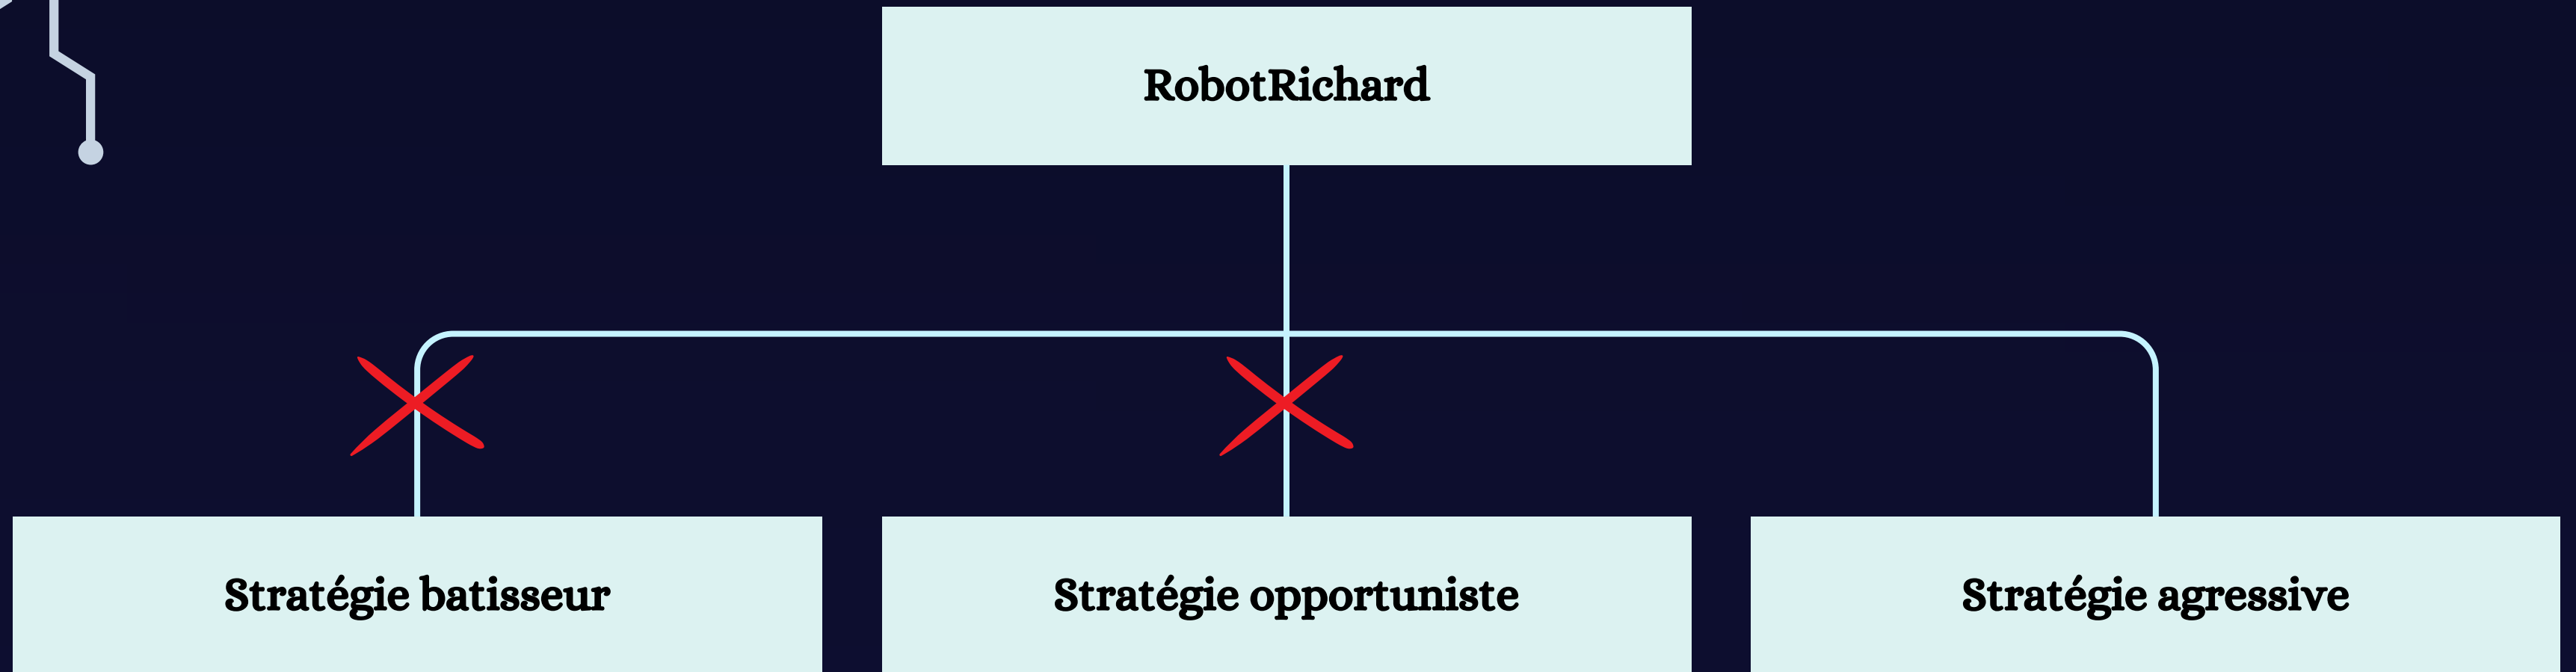 RobotRichard
Stratégie batisseur
Stratégie opportuniste
Stratégie agressive